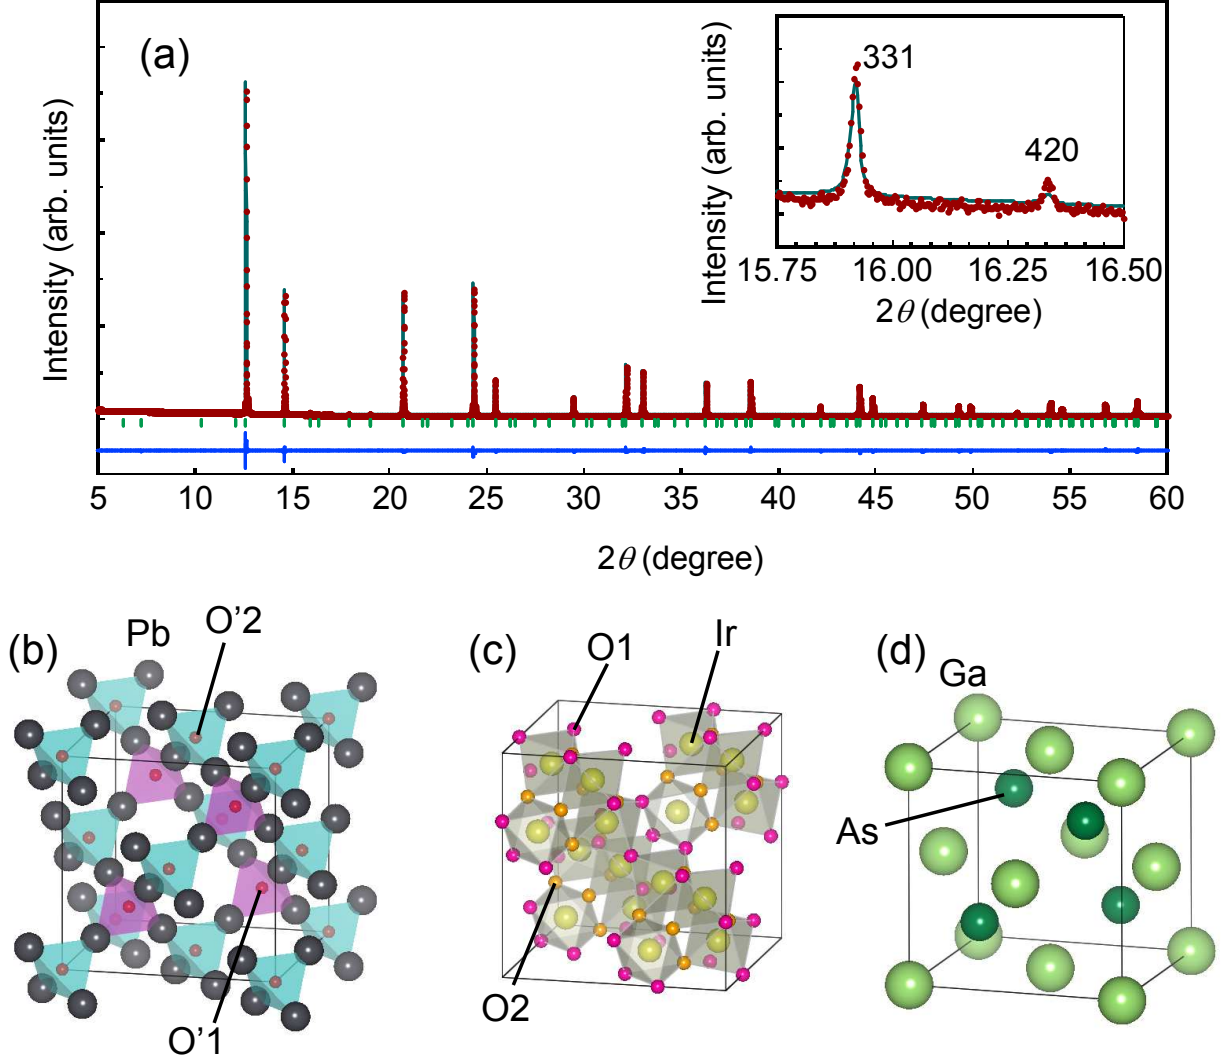 (a)
Intensity (arb. units)
5 10 15 20 25 30 35 40 45 50 55 60
2θ (degree)
Intensity (arb. units)
331
420
15.75 16.00 16.25 16.50
2θ (degree)
(b)
Pb
O’2
O’1
(c)
O1
Ir
O2
(d)
Ga
As